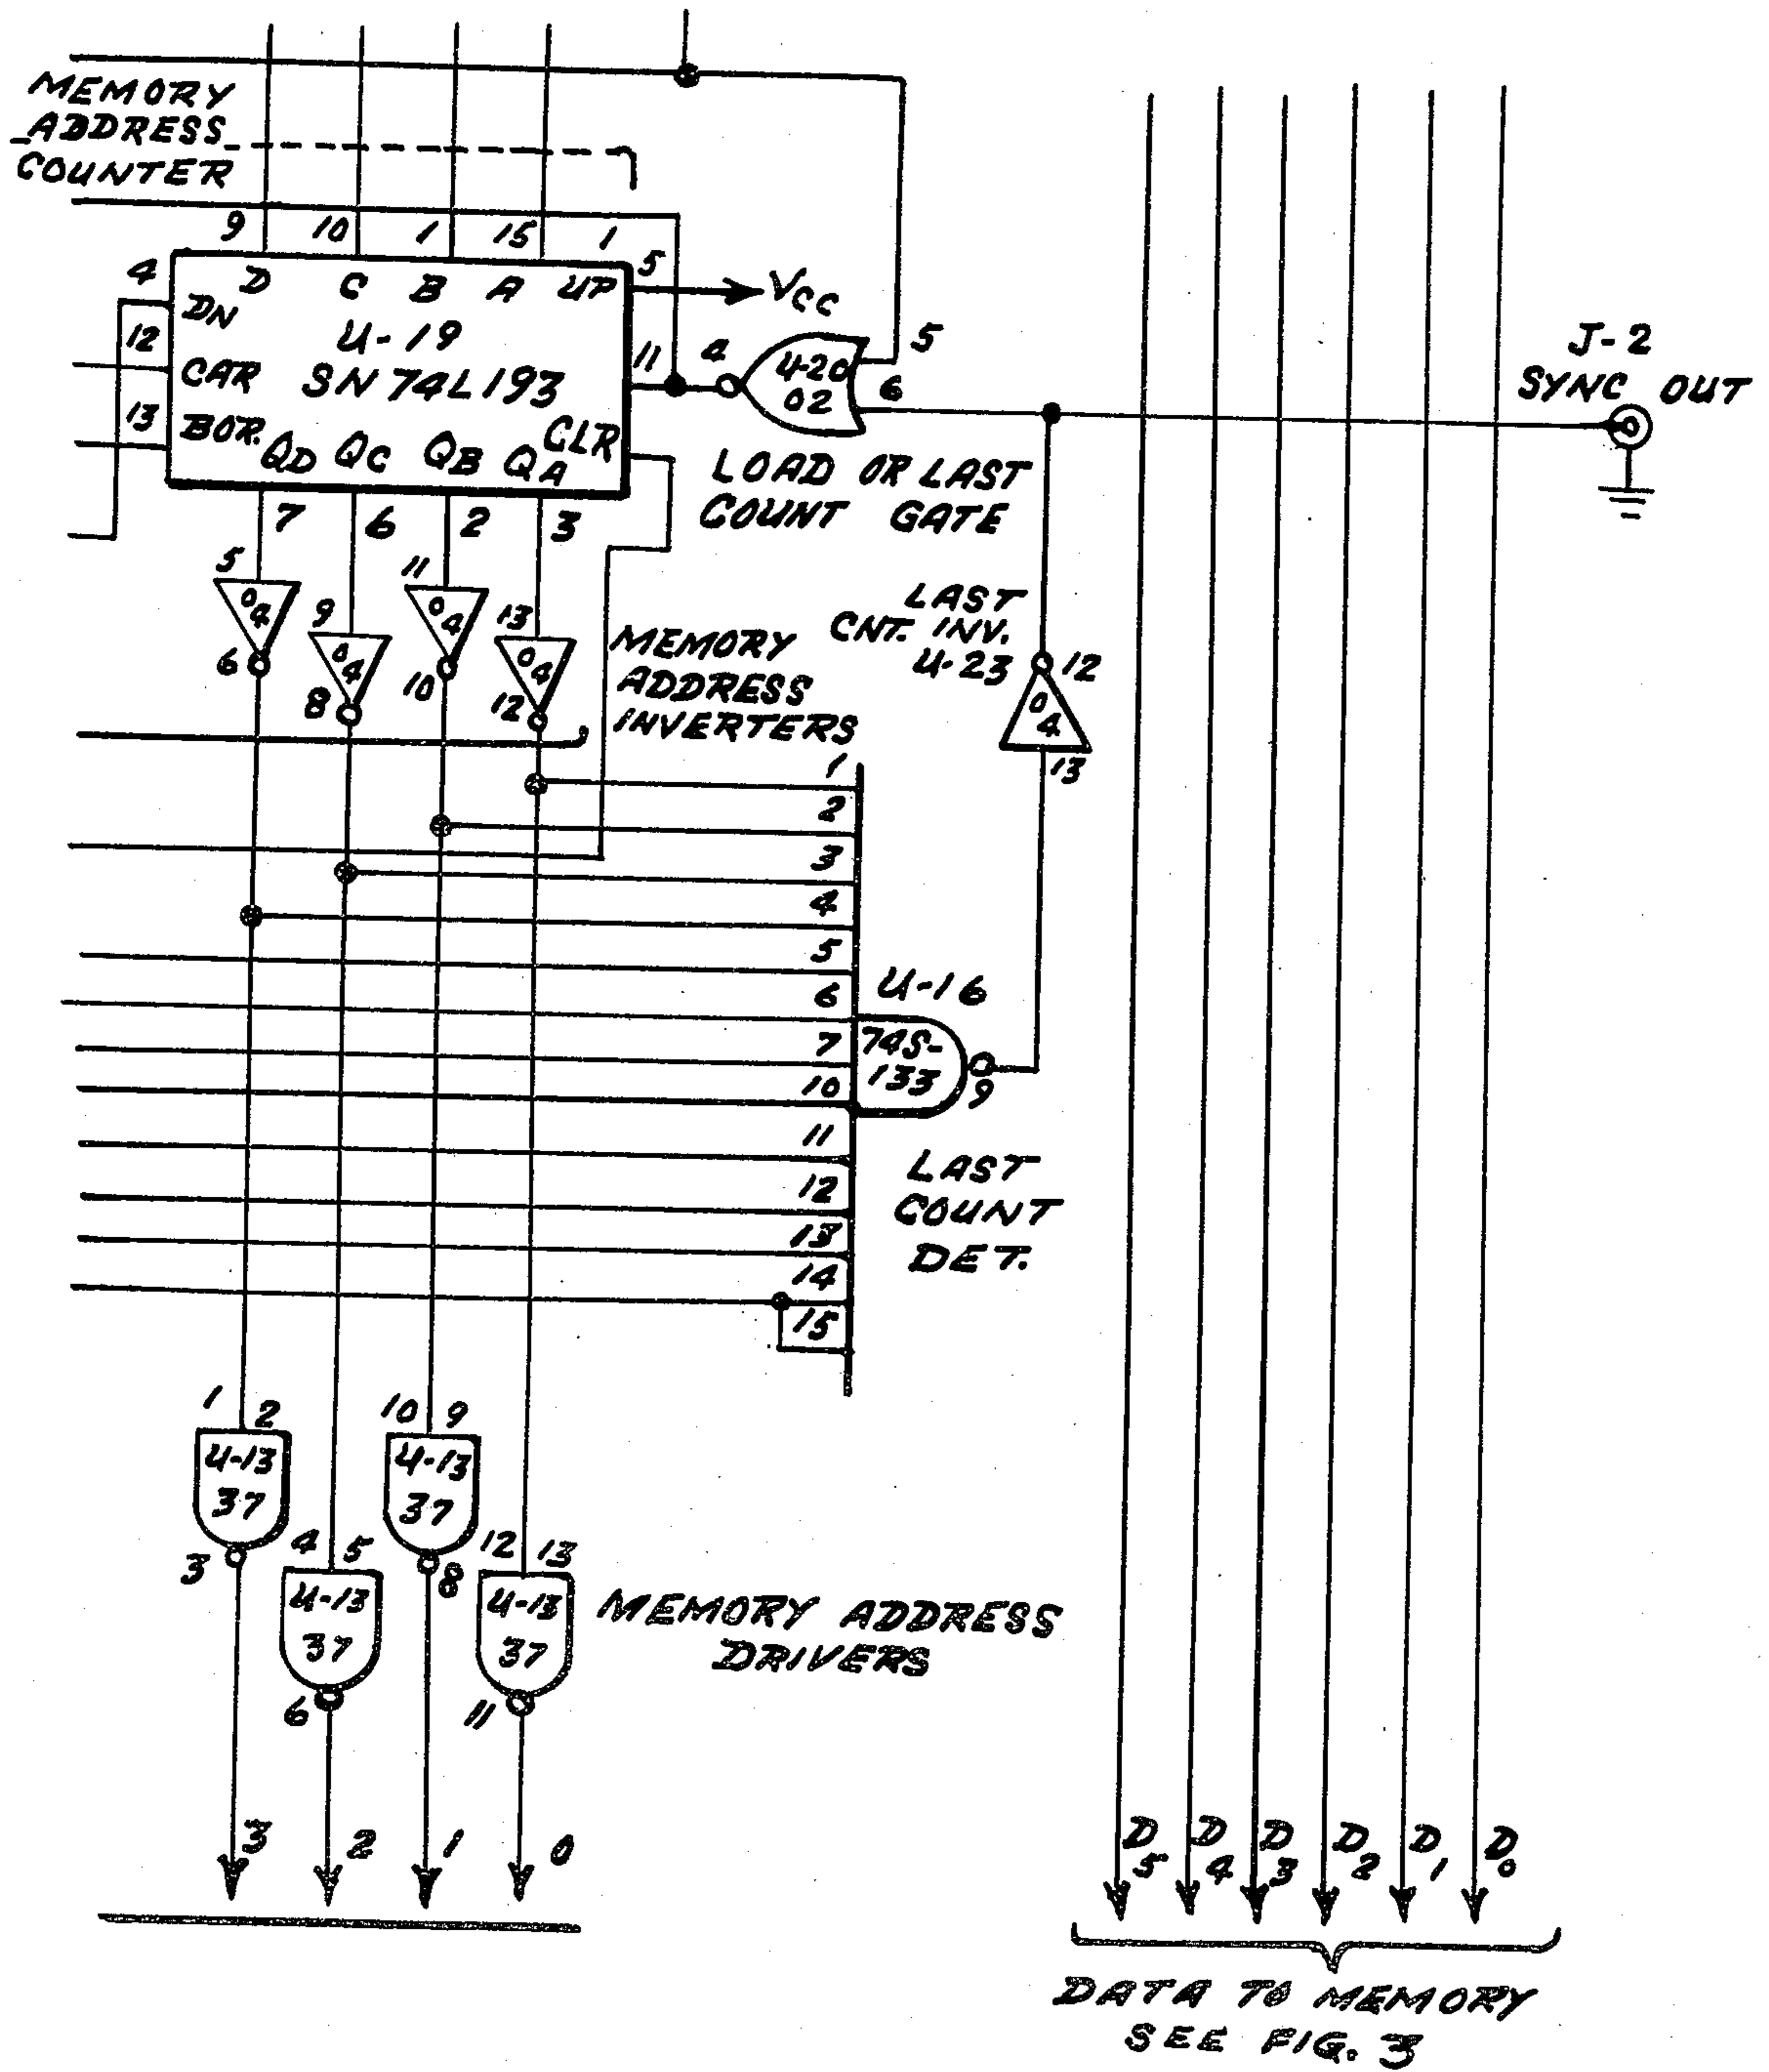 MEMORY
ADDRESS
COUNTER
9 10 1 15 1
4 D C B A UP 5 VCC
DN
U-19
12 CAR SN74L193 11 4 U-20 5
02 6
13 BOR. QD QC QB QA CLR
7 6 2 3
LOAD OR LAST
COUNT GATE
J-2
SYNC OUT
5 04 6
9 04 8
11 04 10
13 04 12
MEMORY
ADDRESS
INVERTERS
LAST
CNT. INV.
U-23 12
04
13
1
2
3
4
5
6
7
10
11
12
13
14
15
U-16
74S-
133
9
LAST
COUNT
DET.
1 2
U-13
37
3
4 5
U-13
37
6
10 9
U-13
37
8
12 13
U-13
37
11
MEMORY ADDRESS
DRIVERS
3 2 1 0
D5 D4 D3 D2 D1 D0
DATA TO MEMORY
SEE FIG. 3